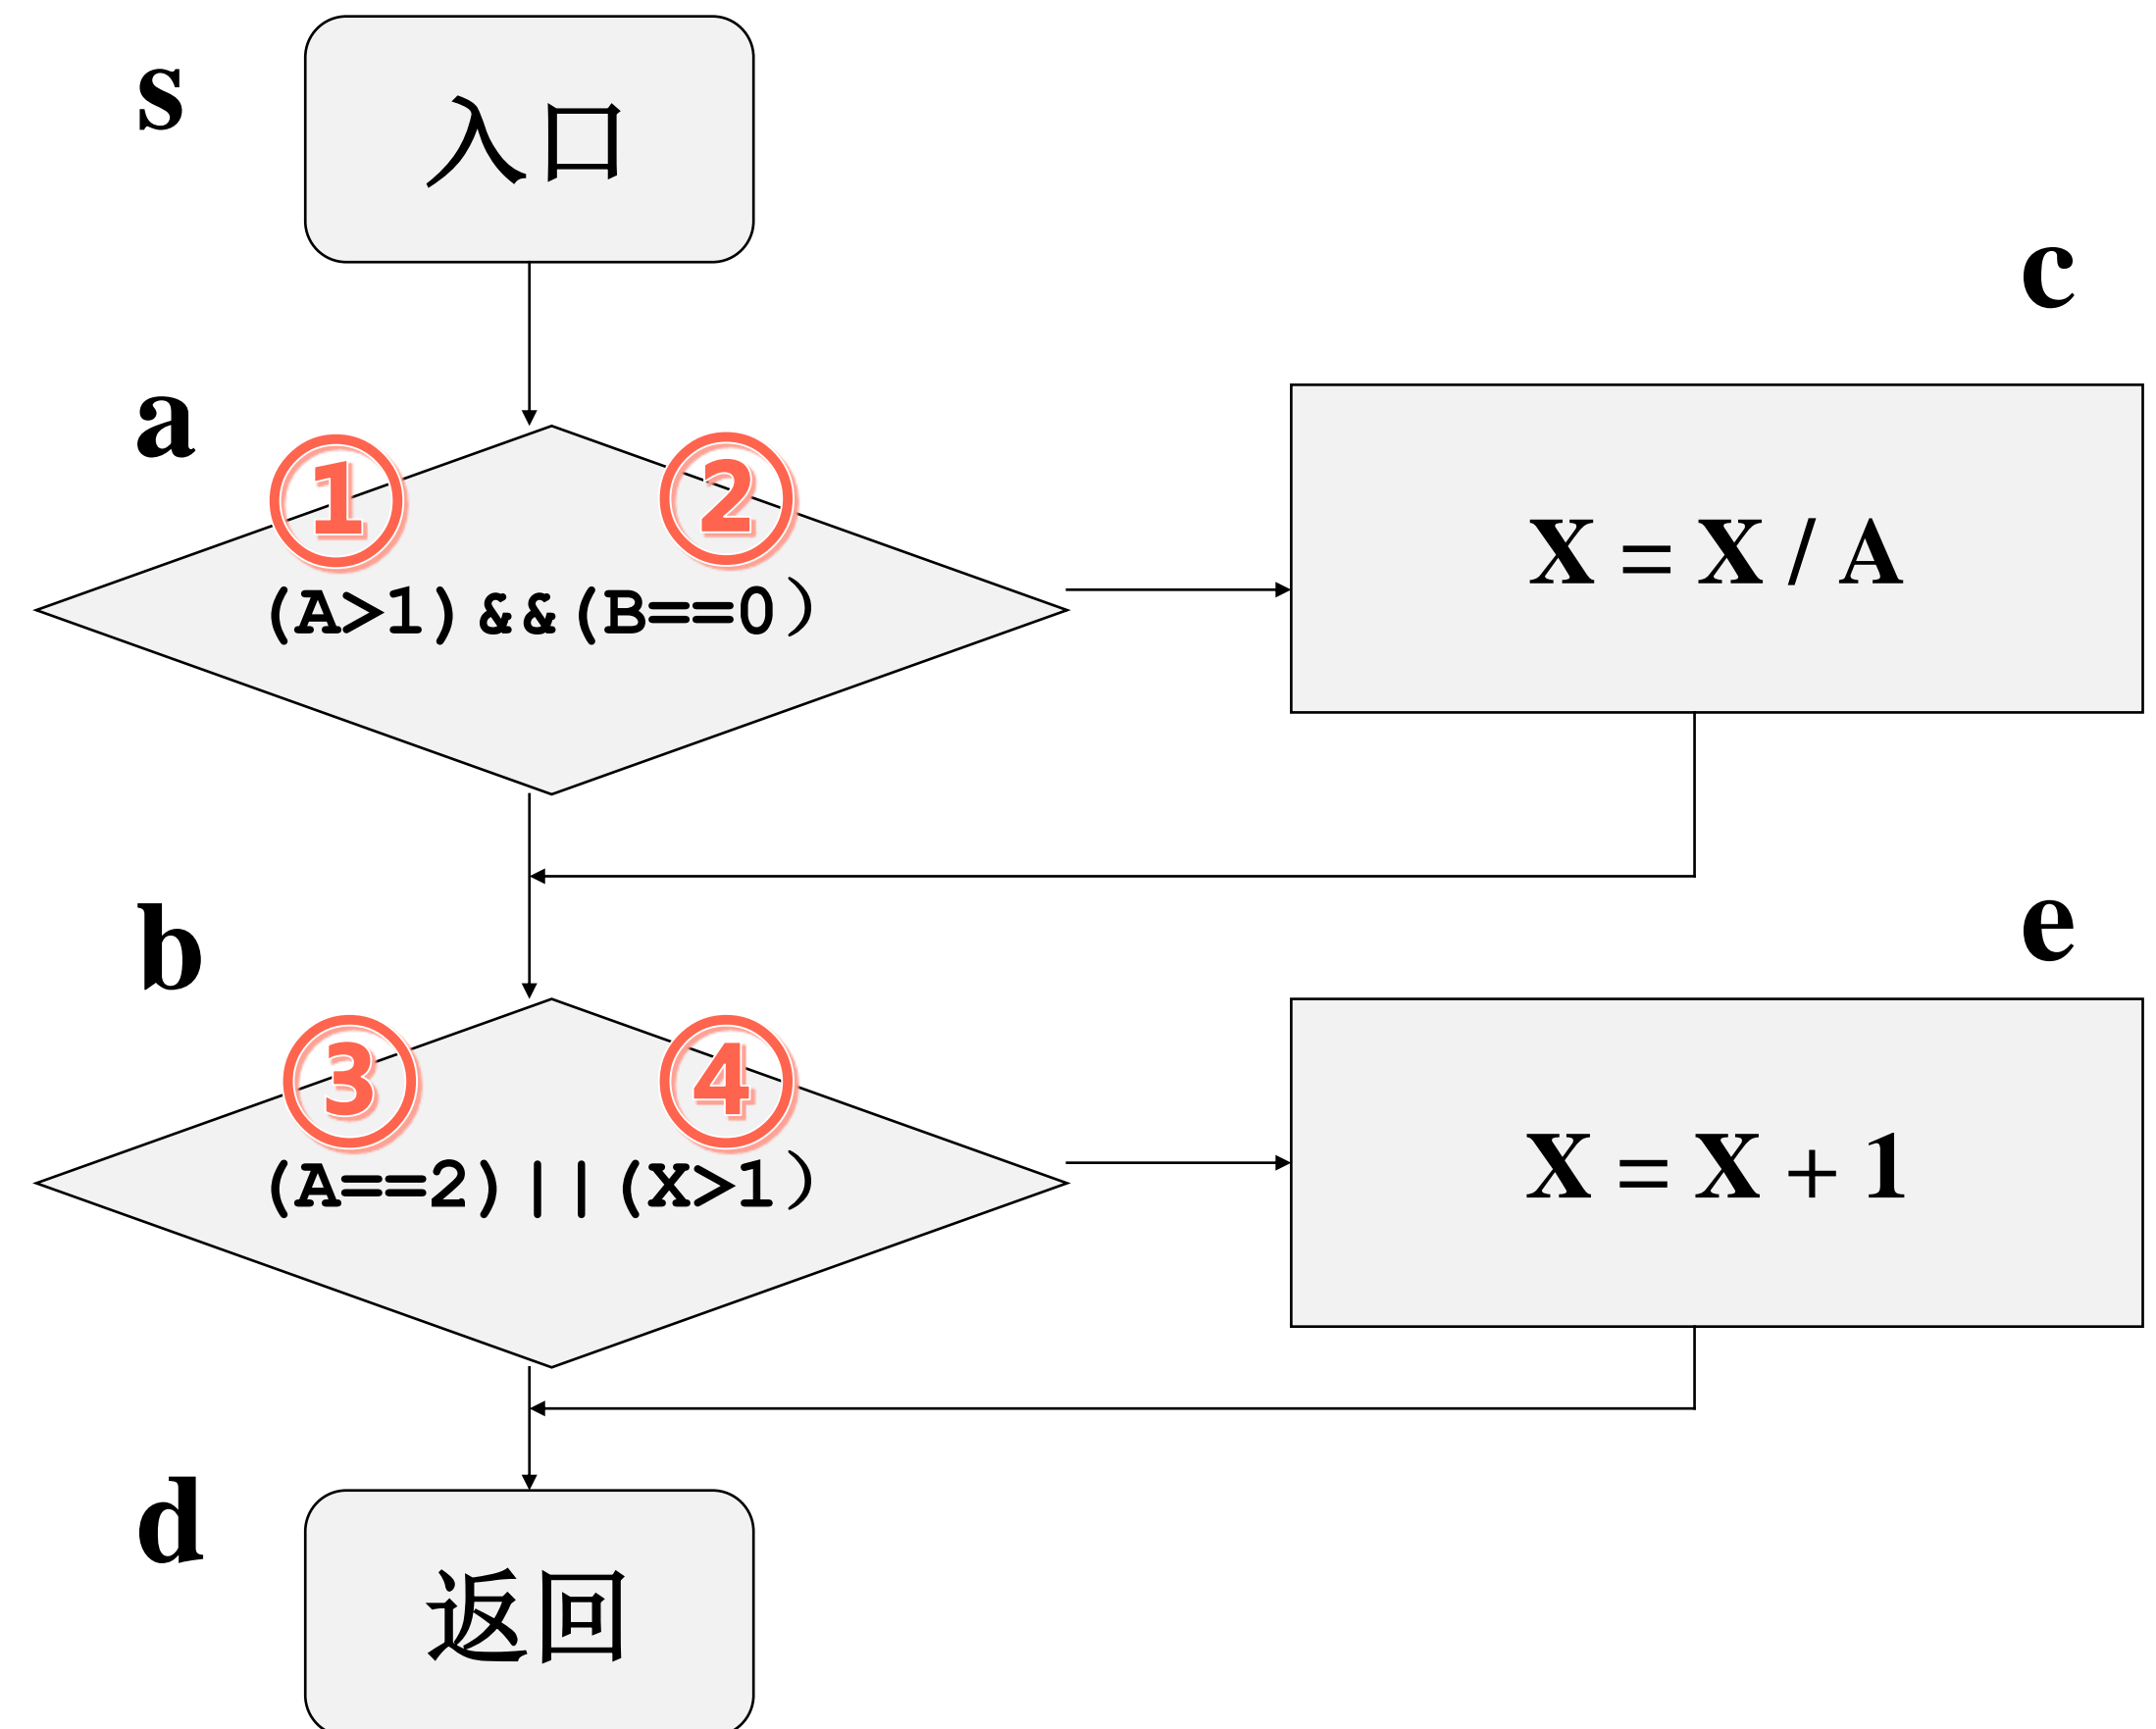 s
入口
c
a
① ②
(A>1)&&(B==0)
X = X / A
b
e
③ ④
(A==2)||(x>1)
X = X + 1
d
返回